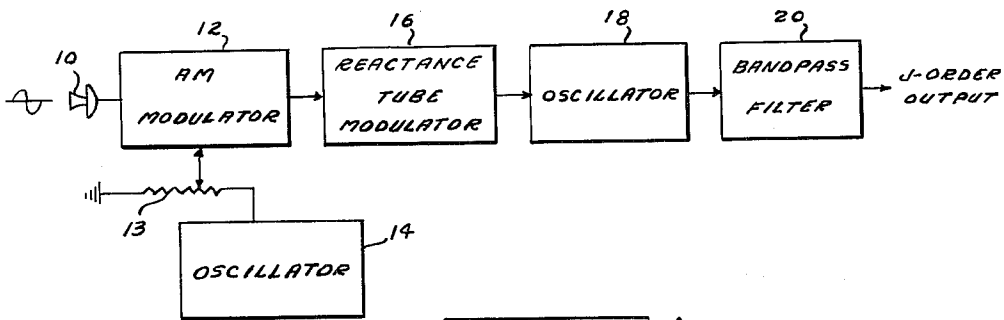 12
16
18
20
10
AM
MODULATOR
REACTANCE
TUBE
MODULATOR
OSCILLATOR
BANDPASS
FILTER
J-ORDER
OUTPUT
13
14
OSCILLATOR